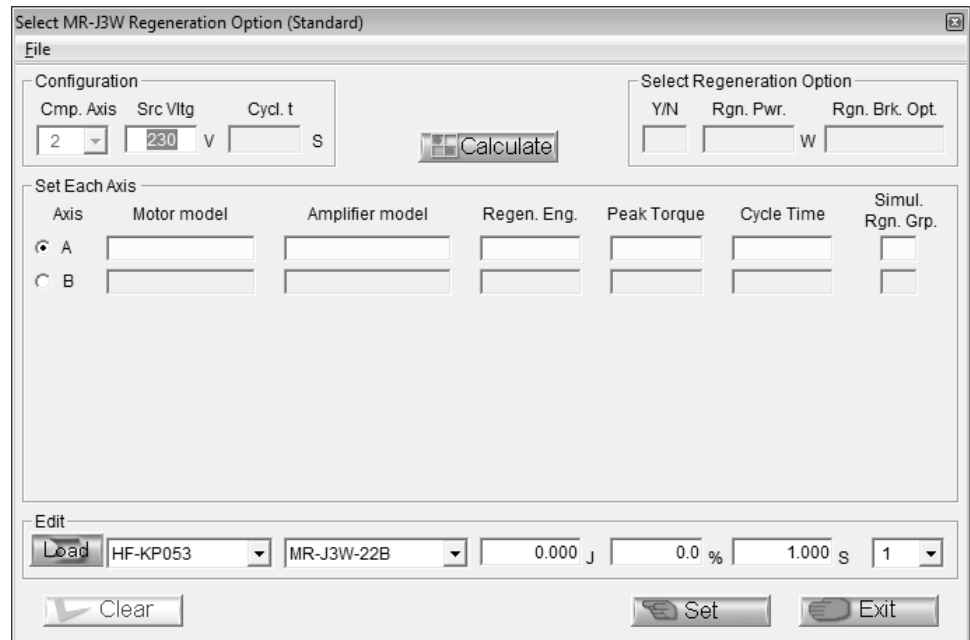 Select MR-J3W Regeneration Option (Standard)
File
Configuration
Cmp. Axis Src Vltg Cycl. t
2 230 V S
Calculate
Select Regeneration Option
Y/N Rgn. Pwr. Rgn. Brk. Opt.
W
Set Each Axis
Axis Motor model Amplifier model Regen. Eng. Peak Torque Cycle Time Simul.
Rgn. Grp.
A
B
Edit
Load HF-KP053 MR-J3W-22B 0.000 J 0.0 % 1.000 S 1
Clear Set Exit